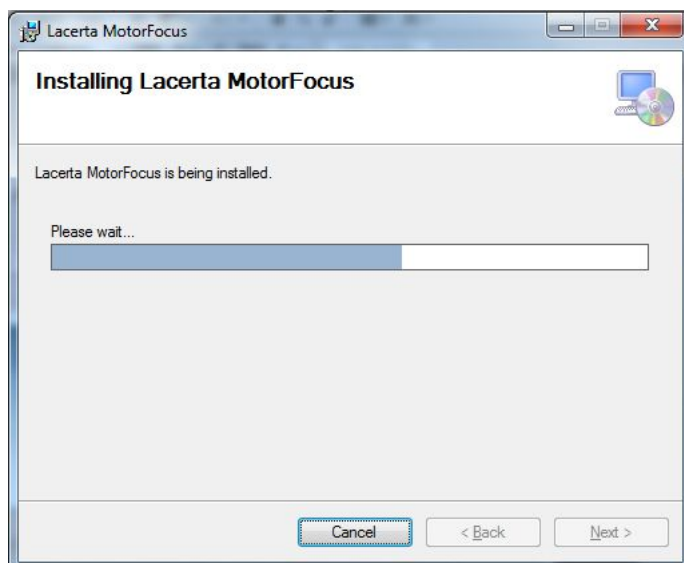 Lacerta MotorFocus
Installing Lacerta MotorFocus
Lacerta MotorFocus is being installed.
Please wait...
Cancel
< Back
Next >